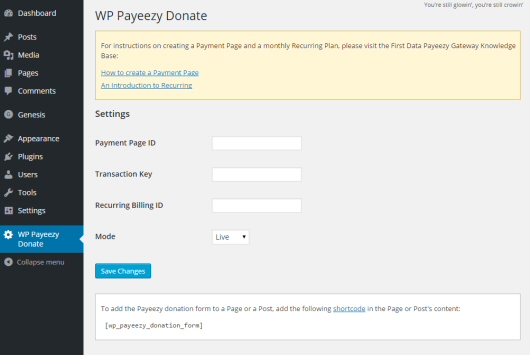 You're still glowin', you're still crowin'
Dashboard
Posts
Media
Pages
Comments
Genesis
Appearance
Plugins
Users
Tools
Settings
WP Payeezy
Donate
Collapse menu
WP Payeezy Donate
For instructions on creating a Payment Page and a monthly Recurring Plan, please visit the First Data Payeezy Gateway Knowledge
Base:
How to create a Payment Page
An Introduction to Recurring
Settings
Payment Page ID
Transaction Key
Recurring Billing ID
Mode Live
Save Changes
To add the Payeezy donation form to a Page or a Post, add the following shortcode in the Page or Post's content:
[wp_payeezy_donation_form]